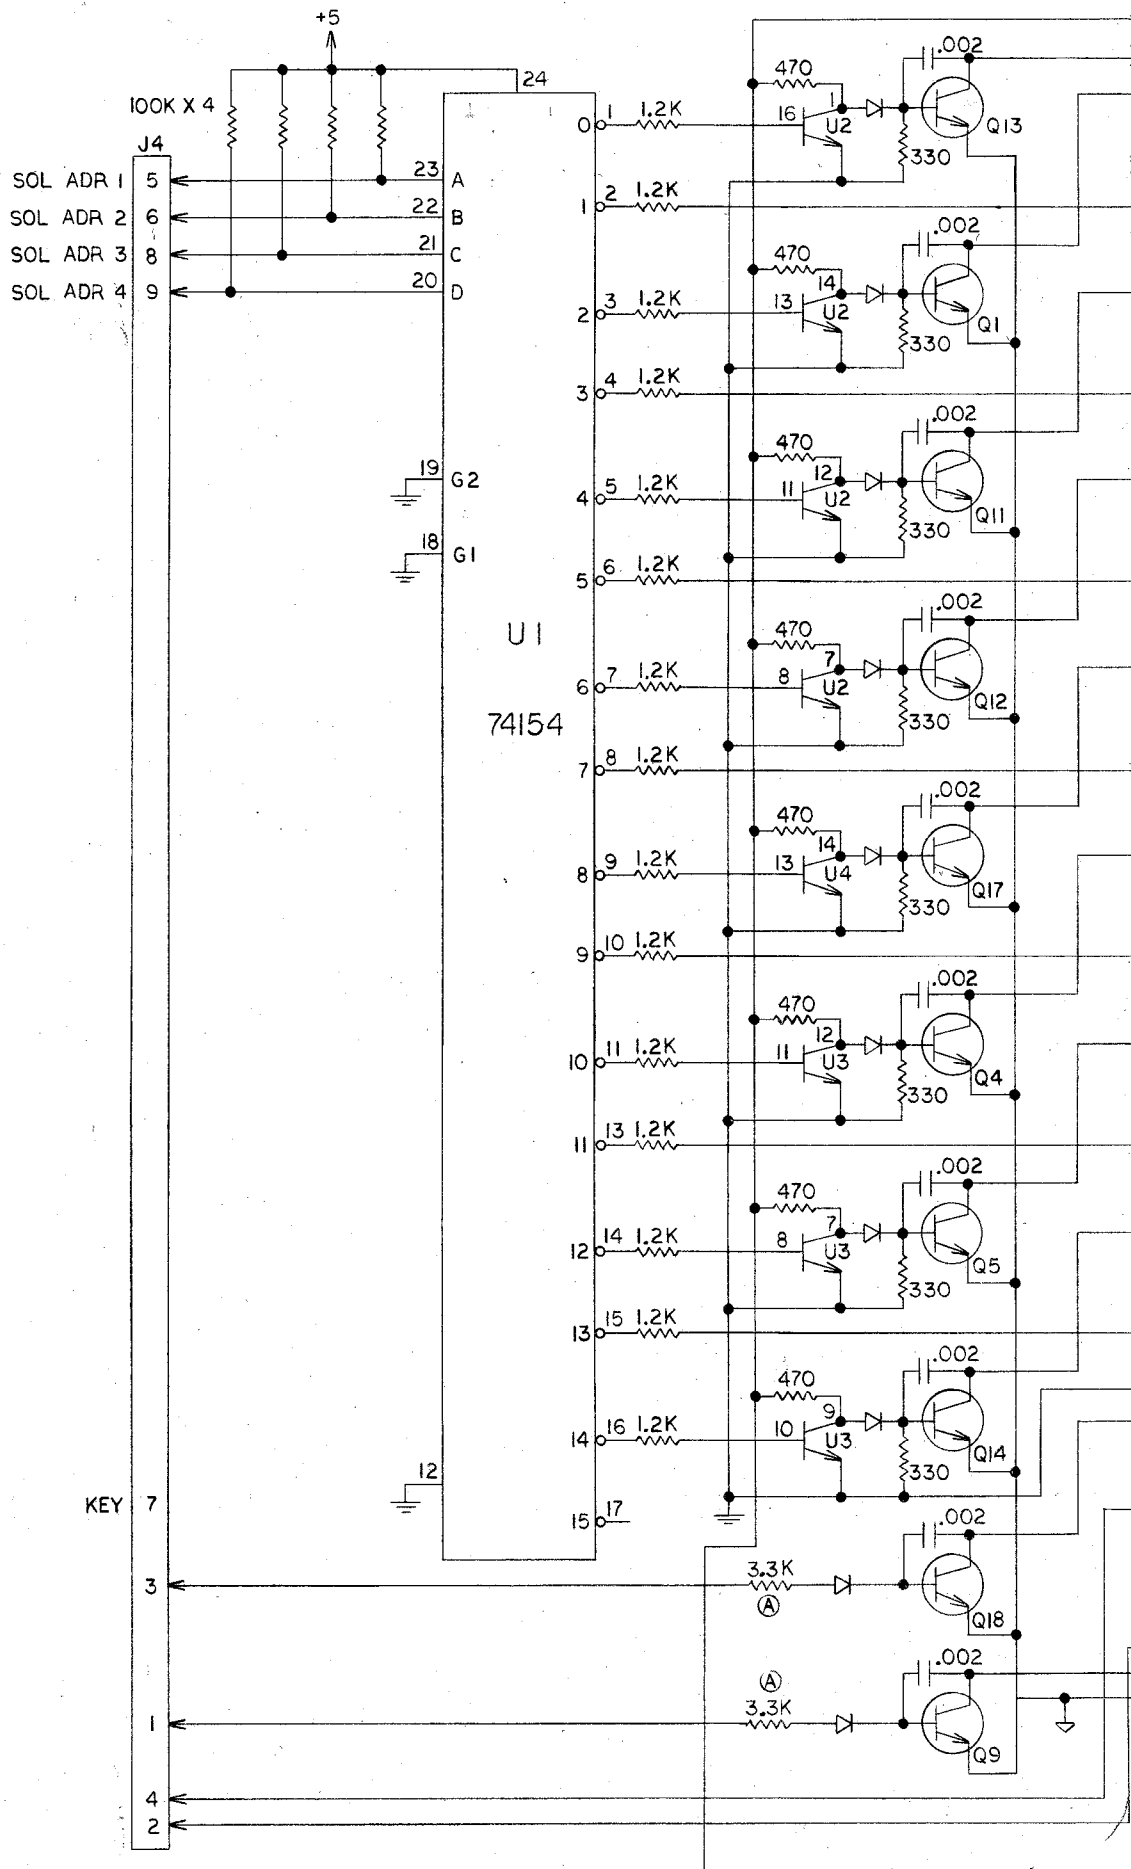 +5
.002
24
470
100K X 4
1
1.2K
16
1
U2
Q13
0
J4
330
SOL ADR 1
5
23
A
2
1.2K
SOL ADR 2
6
22
B
1
.002
SOL ADR 3
8
21
C
470
SOL ADR 4
9
20
D
3
1.2K
13
14
U2
Q1
2
330
4
1.2K
3
.002
470
19
G2
5
1.2K
11
12
U2
Q11
4
330
18
G1
6
1.2K
5
.002
U1
470
7
1.2K
8
7
U2
Q12
6
330
74154
8
1.2K
7
.002
470
9
1.2K
13
14
U4
Q17
8
330
10
1.2K
9
.002
470
11
1.2K
11
12
U3
Q4
10
330
13
1.2K
11
.002
470
14
1.2K
8
7
U3
Q5
12
330
15
1.2K
13
.002
470
16
1.2K
10
9
U3
Q14
14
330
12
KEY
7
17
15
.002
3
3.3K
A
Q18
.002
A
1
3.3K
Q9
4
2